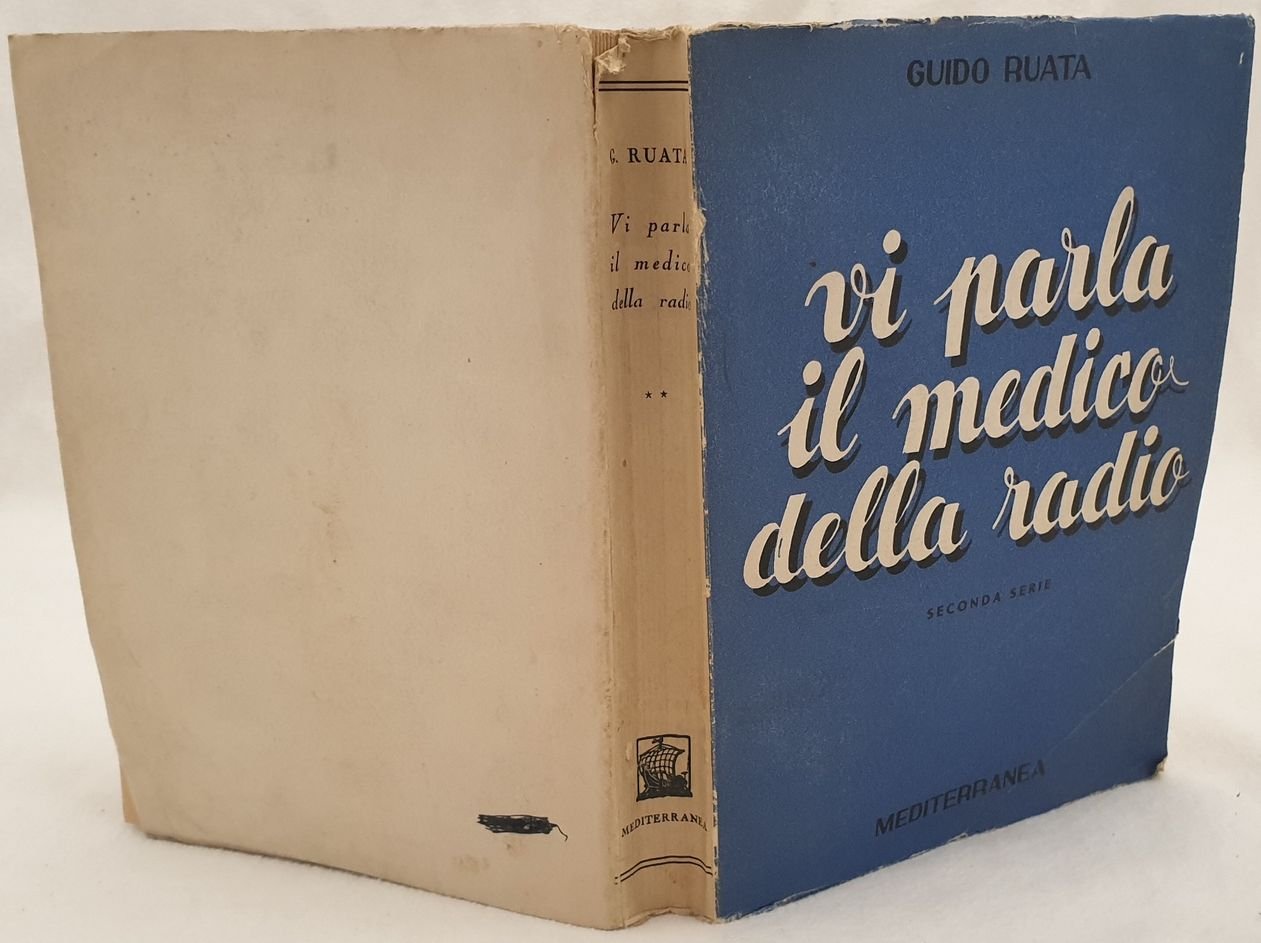 G. RUATA
Vi parla
il medico
della radio
* *
MEDITERRANEA
GUIDO RUATA
vi parla
il medico
della radio
SECONDA SERIE
MEDITERRANEA